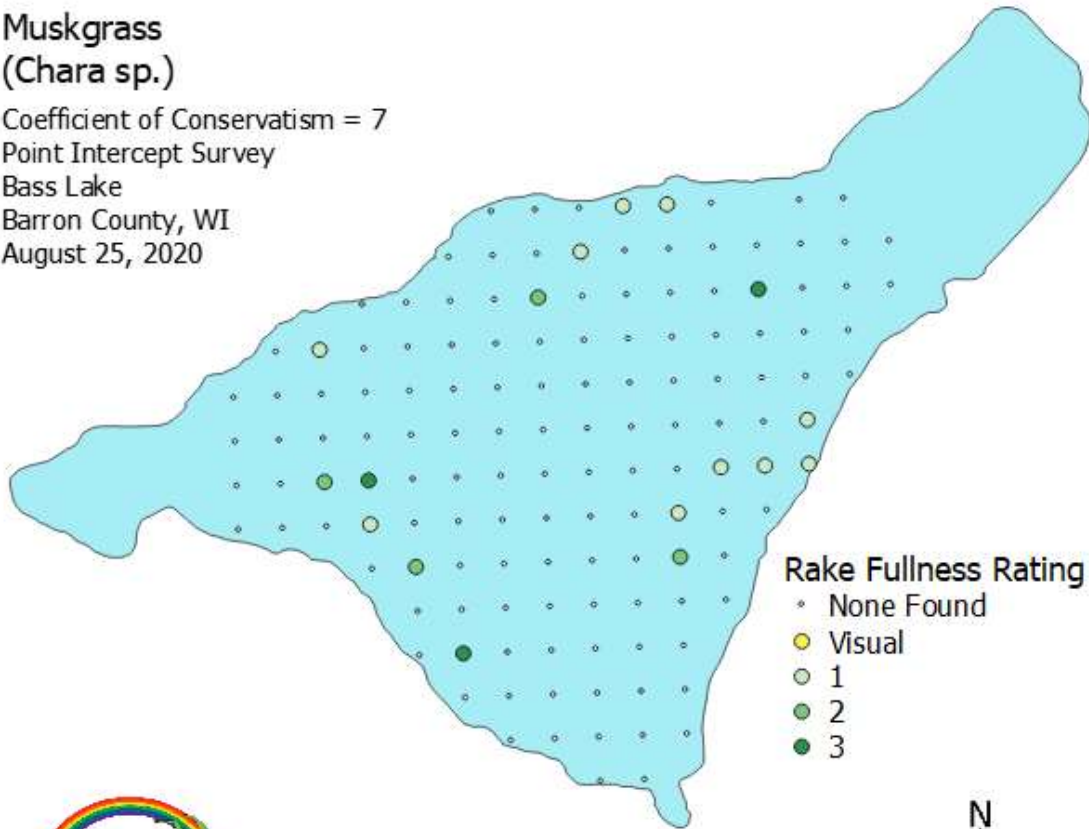 Muskgrass
(Chara sp.)
Coefficient of Conservatism = 7
Point Intercept Survey
Bass Lake
Barron County, WI
August 25, 2020
Rake Fullness Rating
None Found
Visual
1
2
3
N